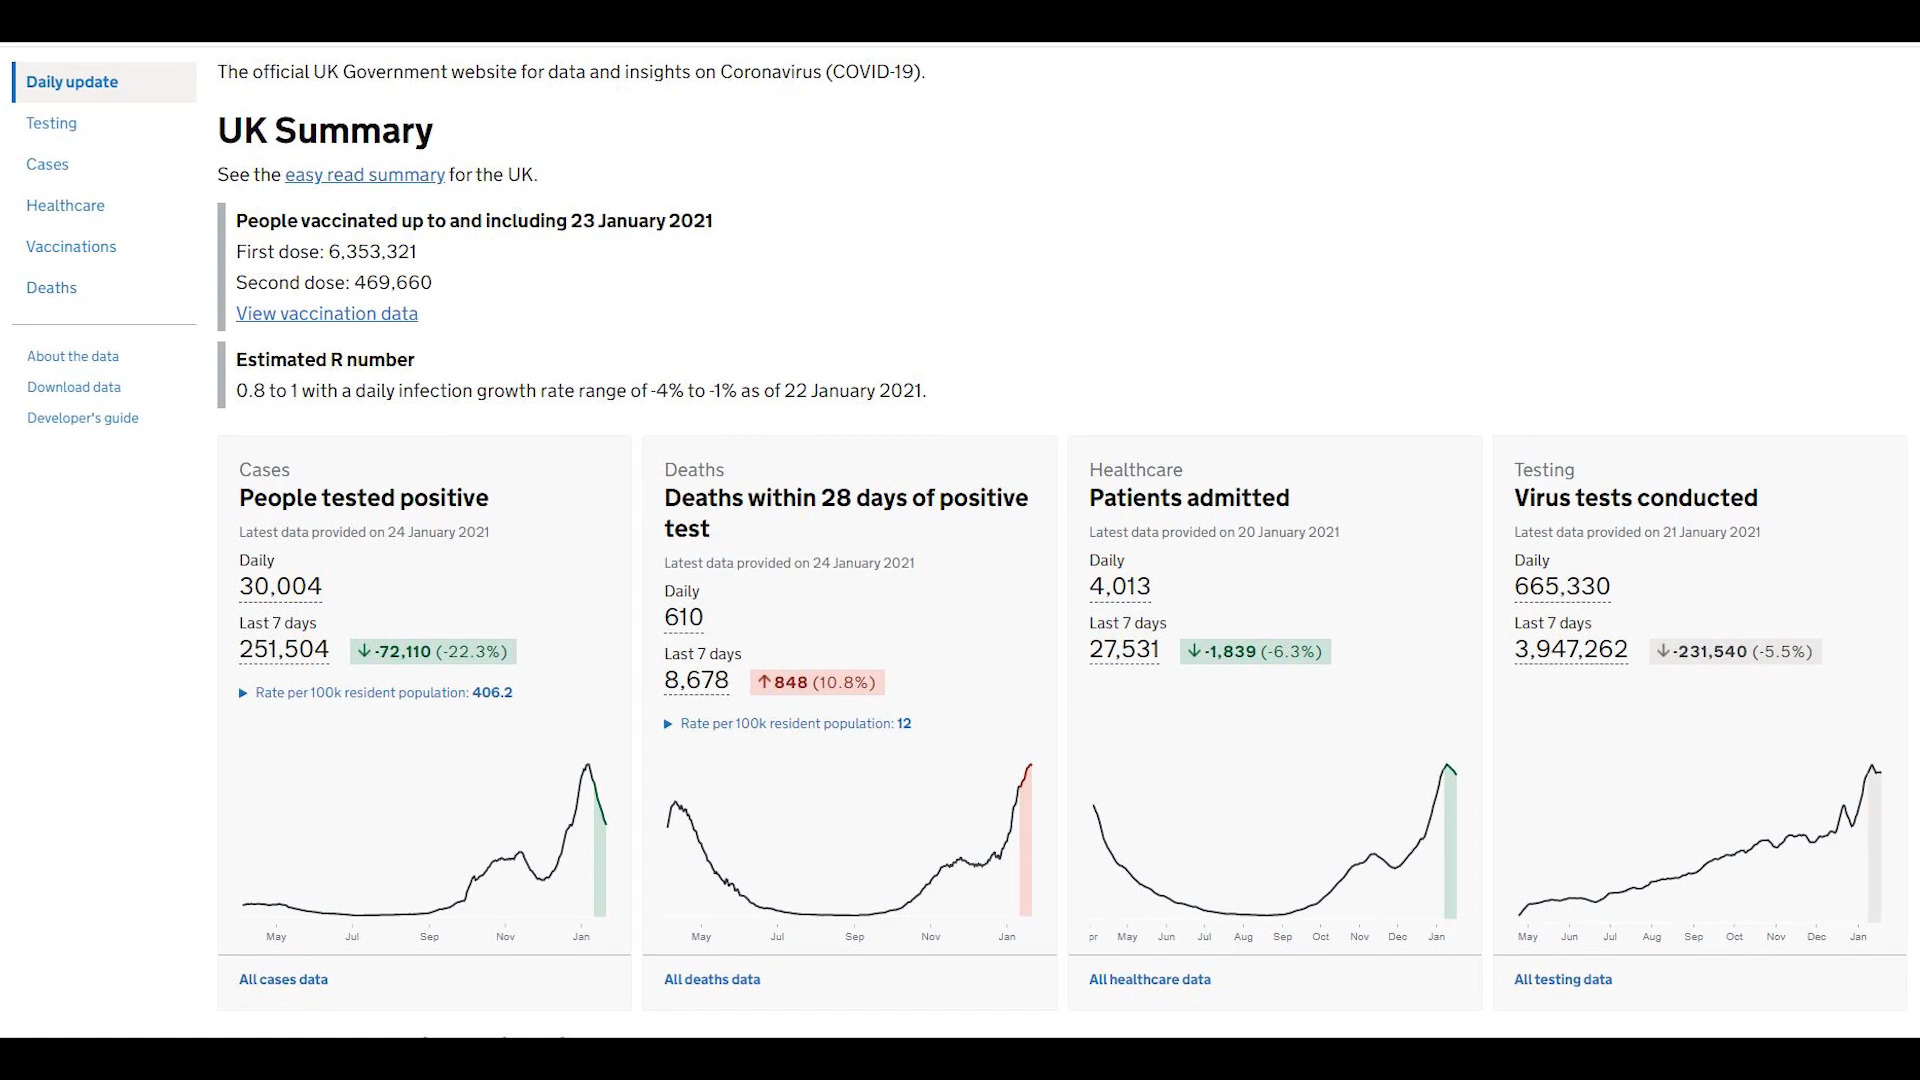 Daily update
Testing
Cases
Healthcare
Vaccinations
Deaths
About the data
Download data
Developer's guide
The official UK Government website for data and insights on Coronavirus (COVID-19).
UK Summary
See the easy read summary for the UK.
People vaccinated up to and including 23 January 2021
First dose: 6,353,321
Second dose: 469,660
View vaccination data
Estimated R number
0.8 to 1 with a daily infection growth rate range of -4% to -1% as of 22 January 2021.
Cases
People tested positive
Latest data provided on 24 January 2021
Daily
30,004
Last 7 days
251,504 ↓ -72,110 (-22.3%)
▶ Rate per 100k resident population: 406.2
May Jul Sep Nov Jan
All cases data
Deaths
Deaths within 28 days of positive
test
Latest data provided on 24 January 2021
Daily
610
Last 7 days
8,678 ↑ 848 (10.8%)
▶ Rate per 100k resident population: 12
May Jul Sep Nov Jan
All deaths data
Healthcare
Patients admitted
Latest data provided on 20 January 2021
Daily
4,013
Last 7 days
27,531 ↓ -1,839 (-6.3%)
pr May Jun Jul Aug Sep Oct Nov Dec Jan
All healthcare data
Testing
Virus tests conducted
Latest data provided on 21 January 2021
Daily
665,330
Last 7 days
3,947,262 ↓ -231,540 (-5.5%)
May Jun Jul Aug Sep Oct Nov Dec Jan
All testing data